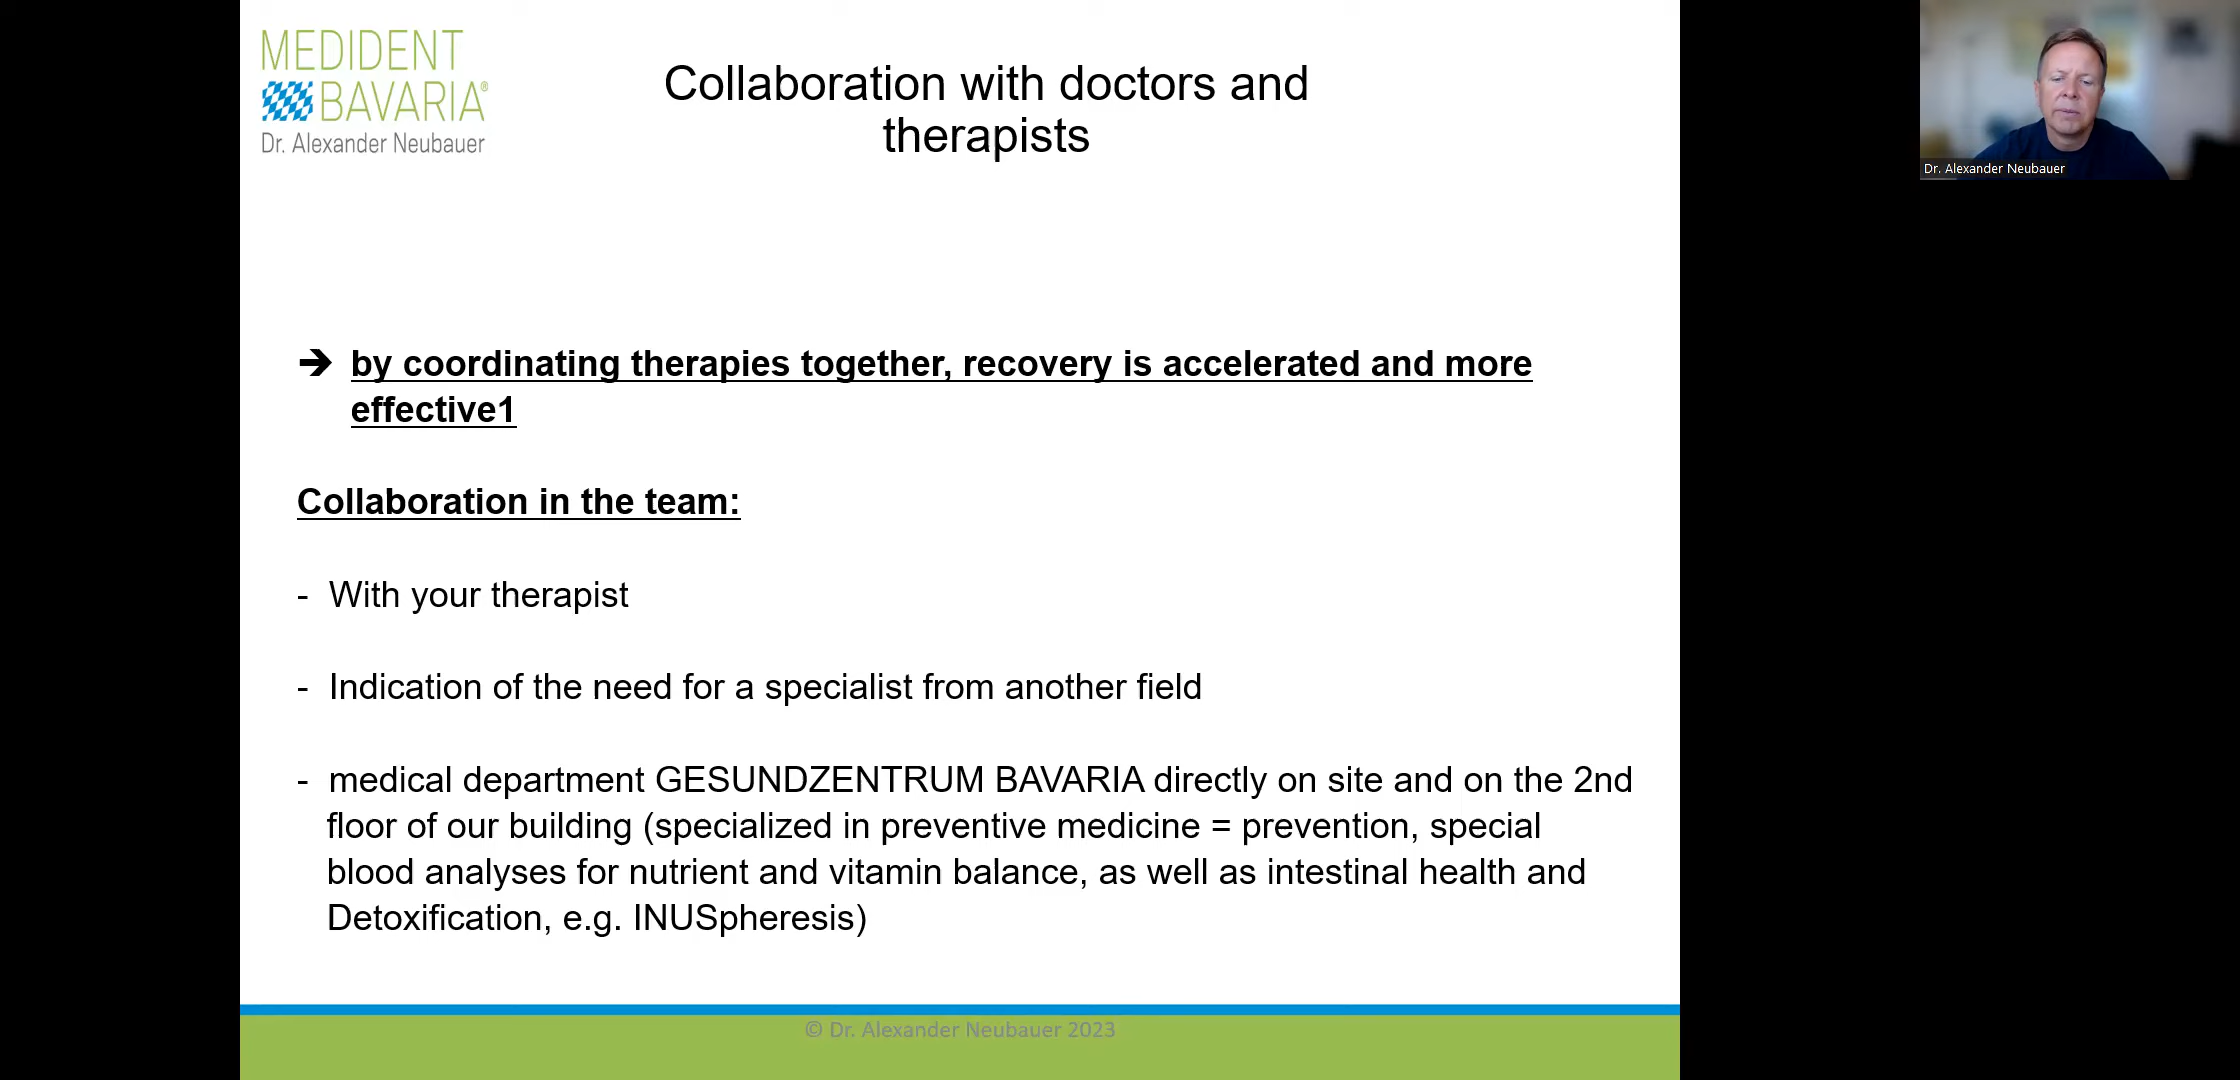 MEDIDENT
BAVARIA®
Dr. Alexander Neubauer
Collaboration with doctors and
therapists
➔ by coordinating therapies together, recovery is accelerated and more
effective1
Collaboration in the team:
- With your therapist
- Indication of the need for a specialist from another field
- medical department GESUNDZENTRUM BAVARIA directly on site and on the 2nd
floor of our building (specialized in preventive medicine = prevention, special
blood analyses for nutrient and vitamin balance, as well as intestinal health and
Detoxification, e.g. INUSpheresis)
© Dr. Alexander Neubauer 2023
Dr. Alexander Neubauer